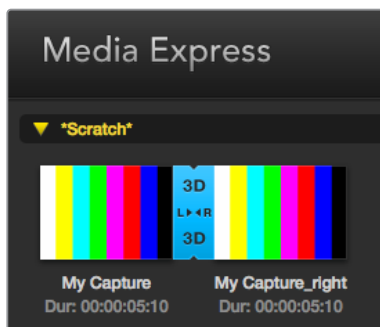 Media Express
*Scratch*
3D
L R
3D
My Capture
My Capture_right
Dur: 00:00:05:10
Dur: 00:00:05:10